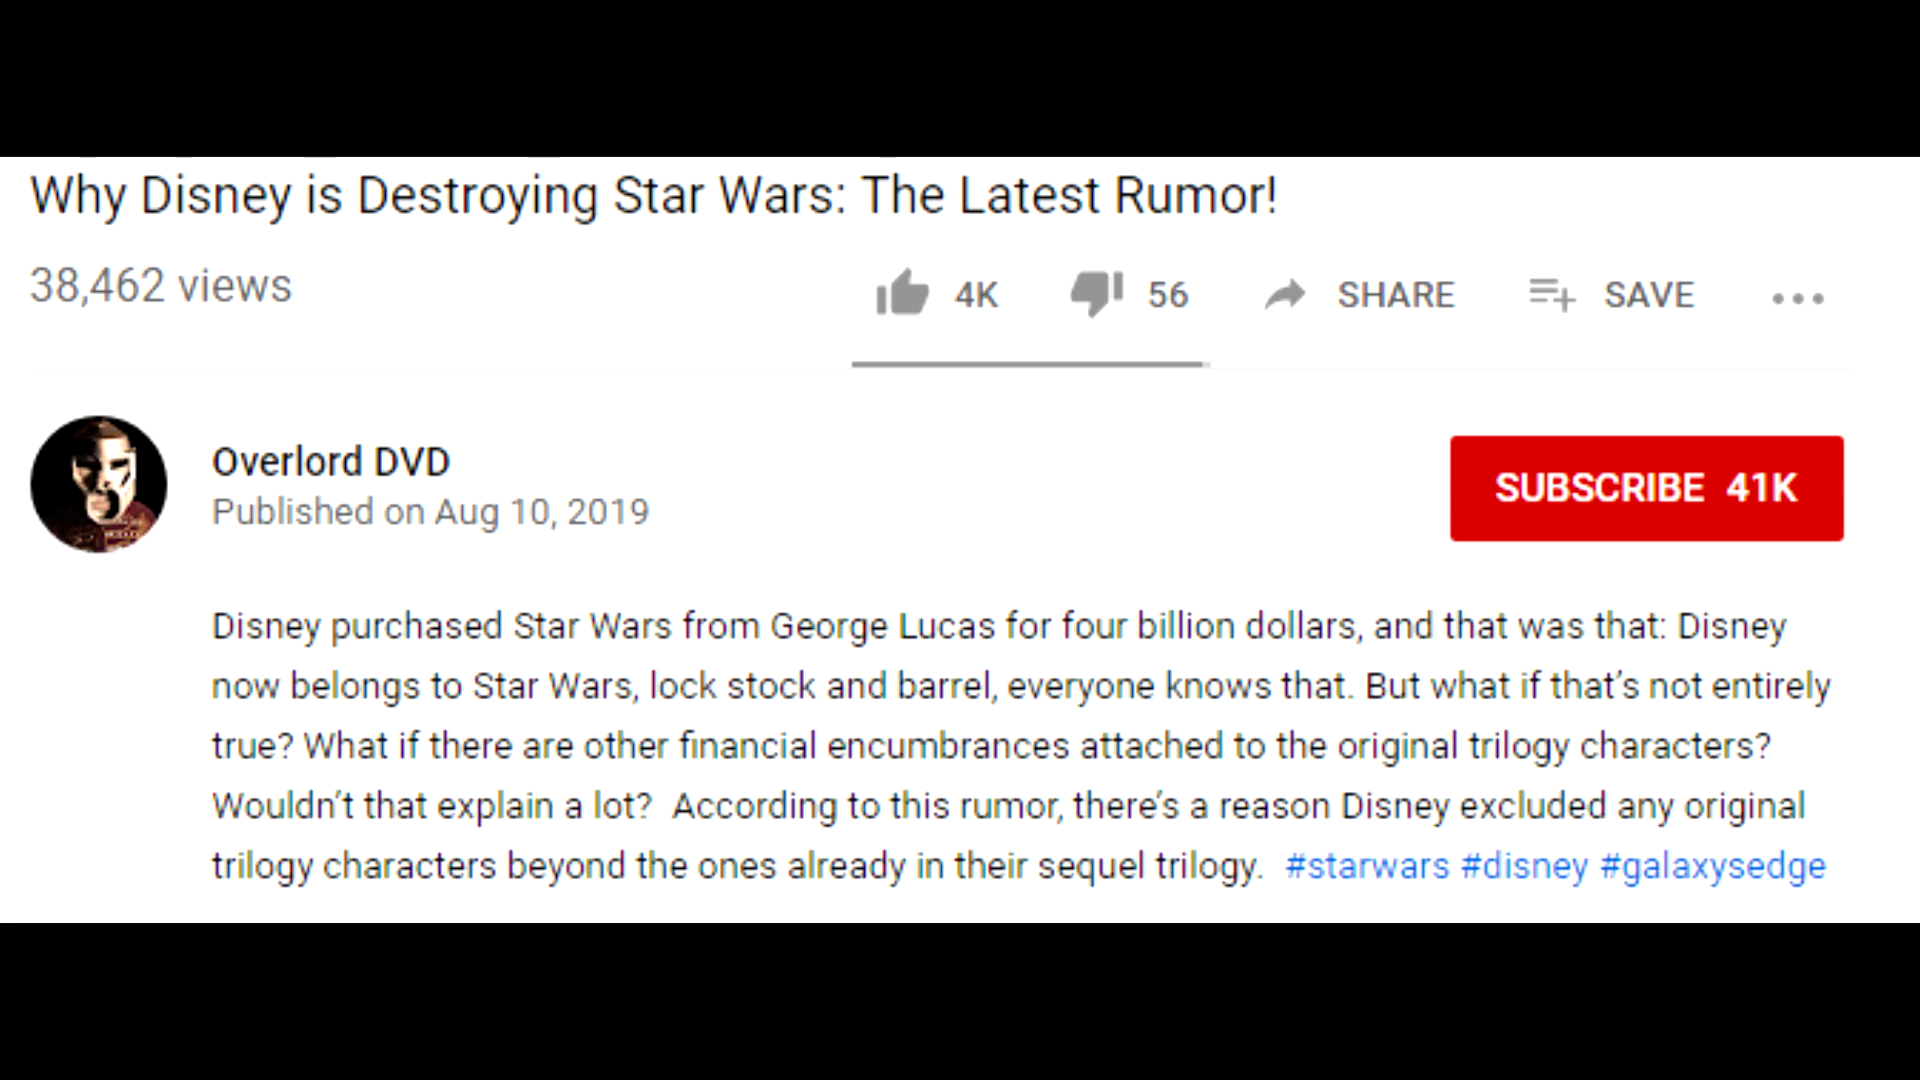 Why Disney is Destroying Star Wars: The Latest Rumor!
38,462 views
4K 56 SHARE SAVE
Overlord DVD
Published on Aug 10, 2019
SUBSCRIBE 41K
Disney purchased Star Wars from George Lucas for four billion dollars, and that was that: Disney
now belongs to Star Wars, lock stock and barrel, everyone knows that. But what if that’s not entirely
true? What if there are other financial encumbrances attached to the original trilogy characters?
Wouldn’t that explain a lot?  According to this rumor, there’s a reason Disney excluded any original
trilogy characters beyond the ones already in their sequel trilogy.  #starwars #disney #galaxysedge